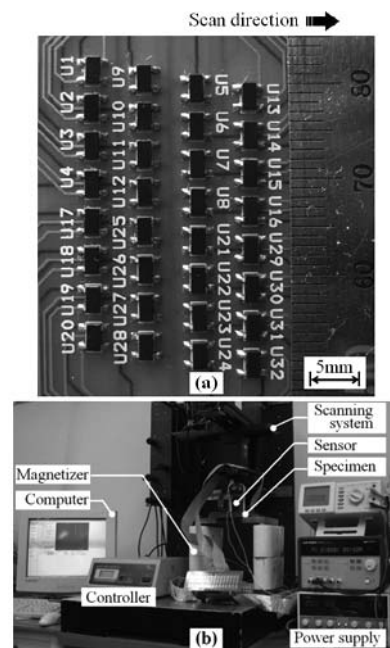 Scan direction
U1
U2
U3
U4
U17
U18
U19
U20
U9
U10
U11
U12
U25
U26
U27
U28
U5
U6
U7
U8
U21
U22
U23
U24
U13
U14
U15
U16
U29
U30
U31
U32
80
70
60
5mm
(a)
Scanning
system
Sensor
Specimen
Magnetizer
Computer
Controller
Power supply
(b)